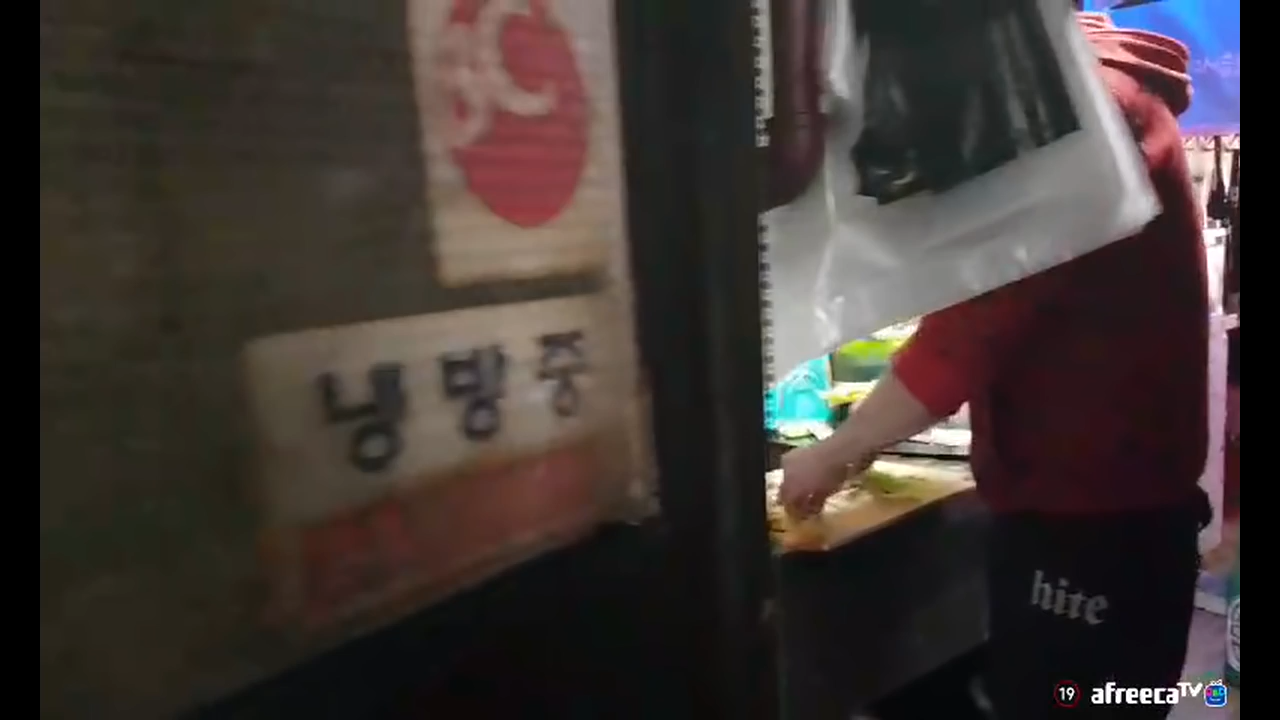 냉방중
hite
19 afreecaTV